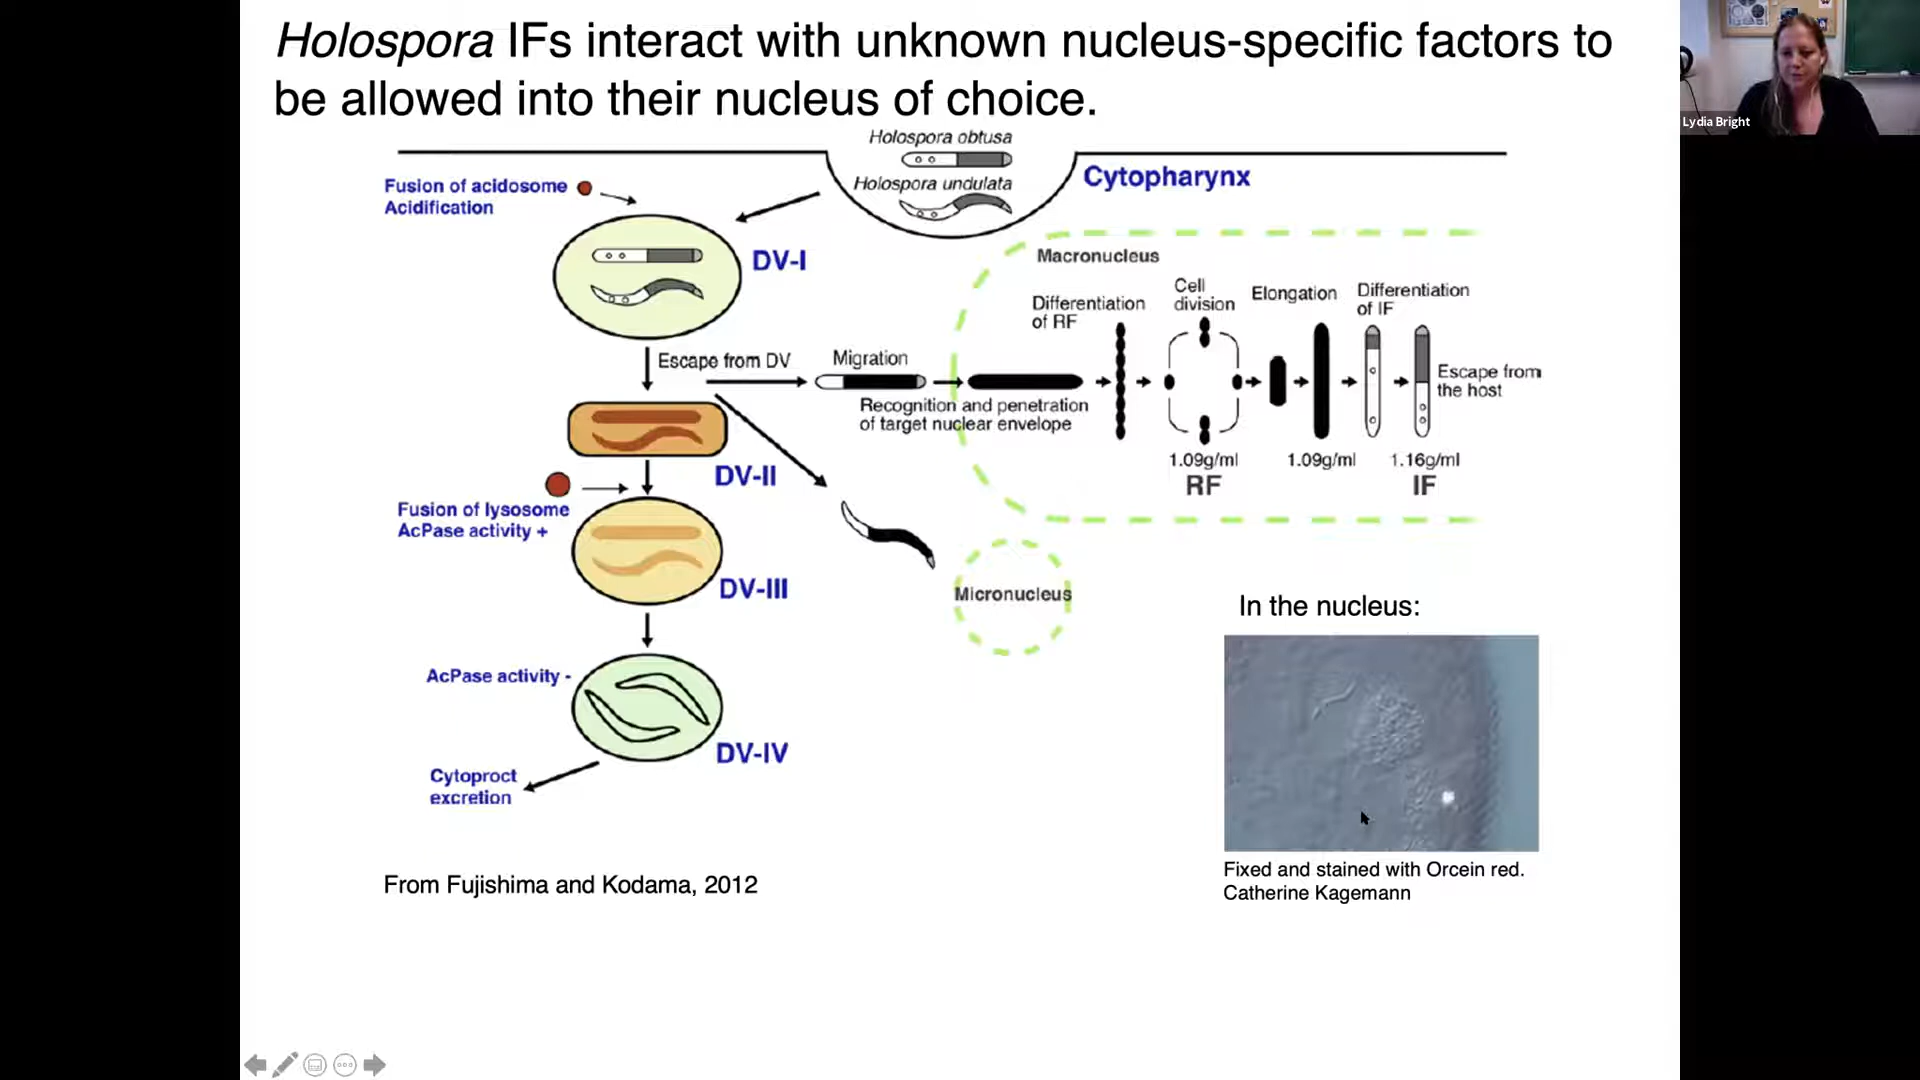 Holospora IFs interact with unknown nucleus-specific factors to
be allowed into their nucleus of choice.
Lydia Bright
Holospora obtusa
Holospora undulata
Cytopharynx
Fusion of acidosome
Acidification
DV-I
Macronucleus
Differentiation
of RF
Cell
division
Elongation
Differentiation
of IF
Escape from DV
Migration
Recognition and penetration
of target nuclear envelope
Escape from
the host
1.09g/ml
1.09g/ml
1.16g/ml
RF
IF
DV-II
Fusion of lysosome
AcPase activity +
DV-III
Micronucleus
In the nucleus:
AcPase activity -
DV-IV
Cytoproct
excretion
Fixed and stained with Orcein red.
Catherine Kagemann
From Fujishima and Kodama, 2012